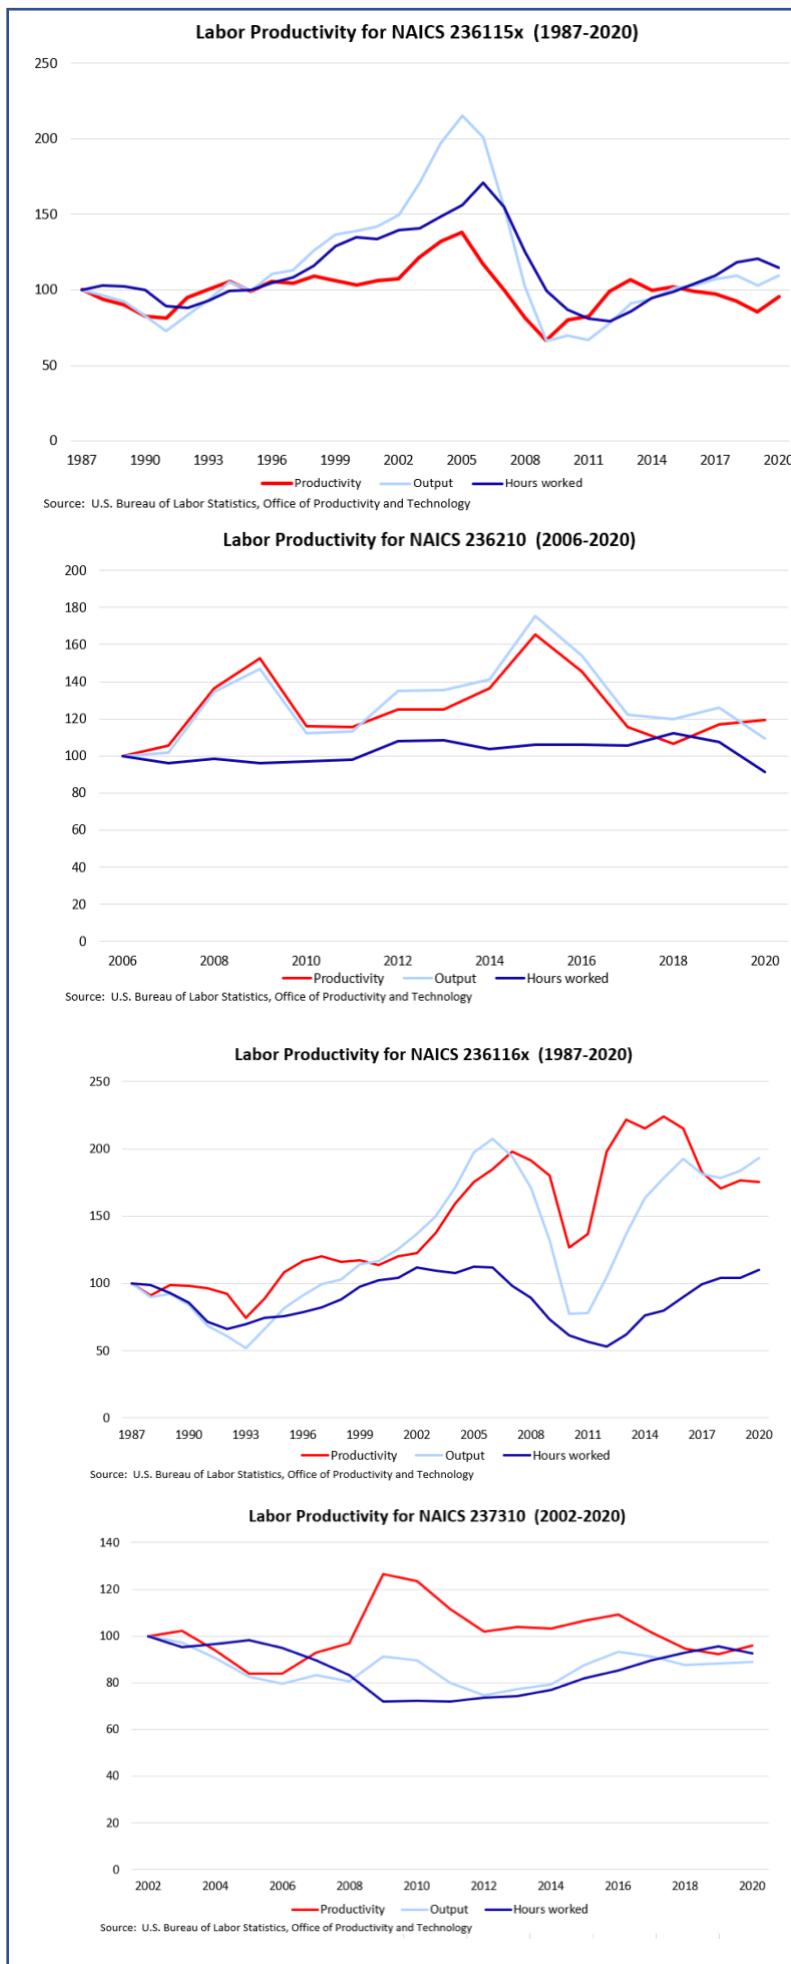 Labor Productivity for NAICS 236115x (1987-2020)
250
200
150
100
50
0
1987 1990 1993 1996 1999 2002 2005 2008 2011 2014 2017 2020
Productivity Output Hours worked
Source: U.S. Bureau of Labor Statistics, Office of Productivity and Technology
Labor Productivity for NAICS 236210 (2006-2020)
200
180
160
140
120
100
80
60
40
20
0
2006 2008 2010 2012 2014 2016 2018 2020
Productivity Output Hours worked
Source: U.S. Bureau of Labor Statistics, Office of Productivity and Technology
Labor Productivity for NAICS 236116x (1987-2020)
250
200
150
100
50
0
1987 1990 1993 1996 1999 2002 2005 2008 2011 2014 2017 2020
Productivity Output Hours worked
Source: U.S. Bureau of Labor Statistics, Office of Productivity and Technology
Labor Productivity for NAICS 237310 (2002-2020)
140
120
100
80
60
40
20
0
2002 2004 2006 2008 2010 2012 2014 2016 2018 2020
Productivity Output Hours worked
Source: U.S. Bureau of Labor Statistics, Office of Productivity and Technology